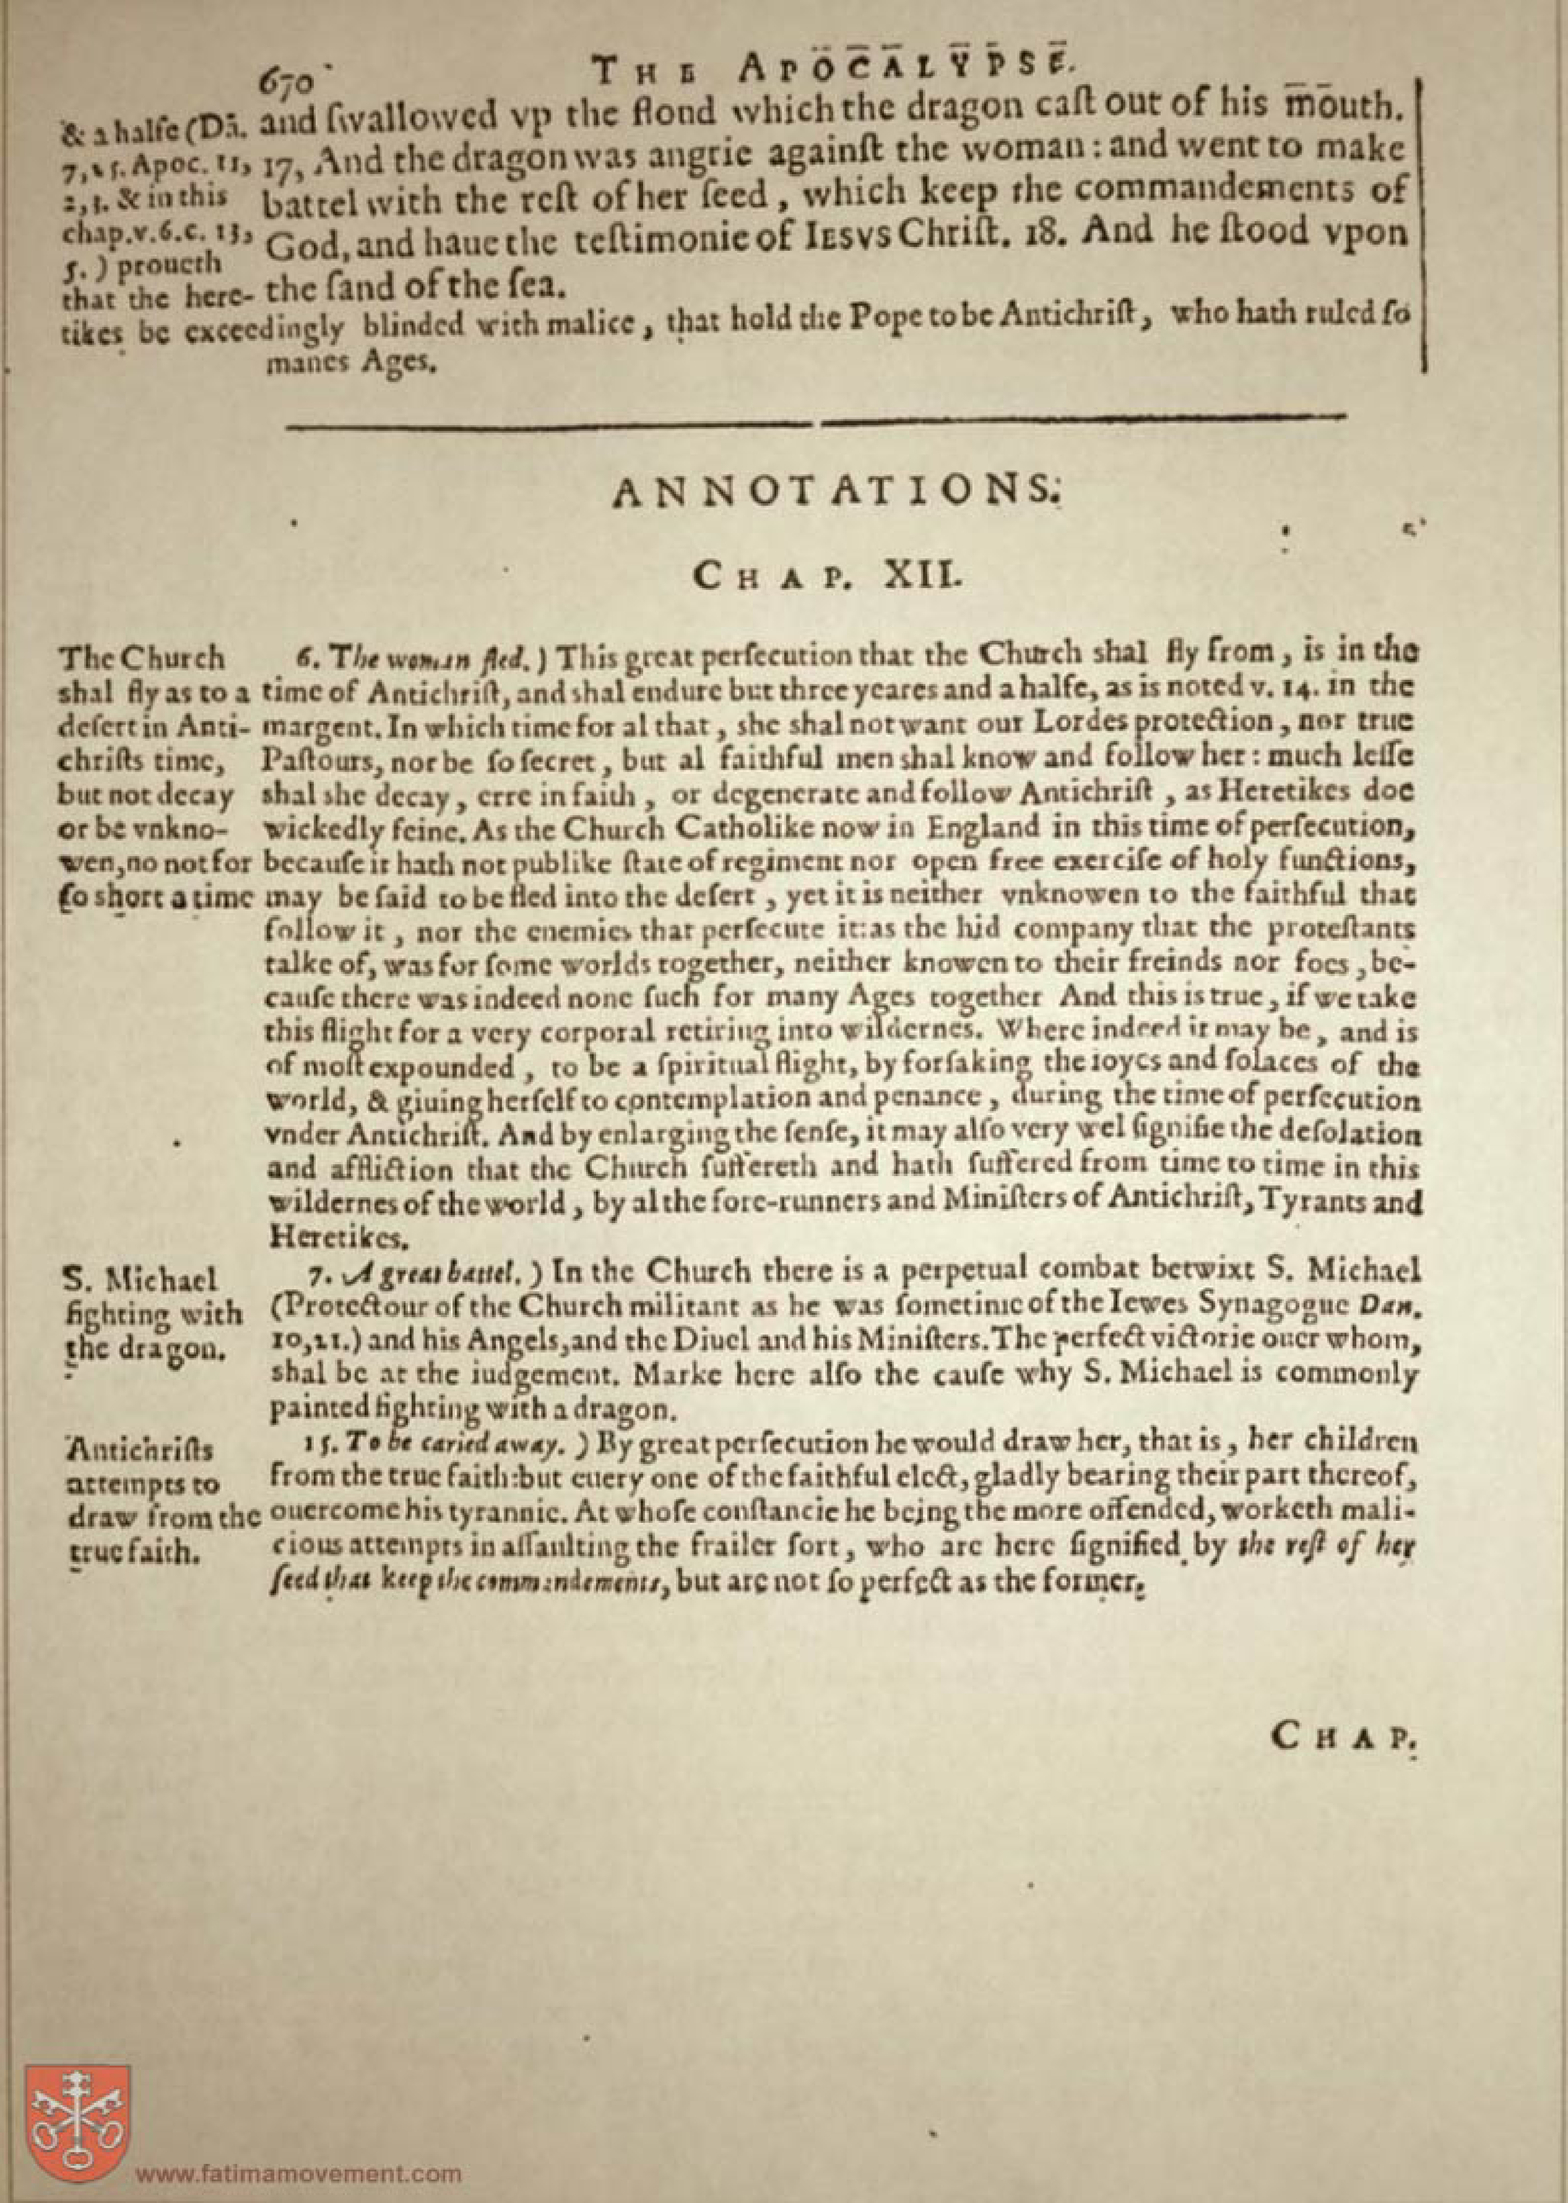 670 THE APOCALYPSE.
& a halfe (Dā. and ſwallowed vp the flond which the dragon caſt out of his mouth.
7, 25. Apoc. 11, 17, And the dragon was angrie againſt the woman: and went to make
2, 3. & in this battel with the reſt of her ſeed, which keep the commandements of
chap.v.6.c. 13, God, and haue the teſtimonie of IESVS Chriſt. 18. And he ſtood vpon
5.) proueth
that the here- the ſand of the ſea.
tikes be exceedingly blinded with malice, that hold the Pope to be Antichriſt, who hath ruled ſo
manes Ages.
ANNOTATIONS.
CHAP. XII.
The Church
shal fly as to a
deſert in Anti-
chriſts time,
but not decay
or be vnkno-
wen, no not for
ſo short a time
6. The woman fled.) This great perſecution that the Church shal fly from, is in the
time of Antichriſt, and shal endure but three yeares and a halfe, as is noted v. 14. in the
margent. In which time for al that, she shal not want our Lordes protection, nor true
Paſtours, nor be ſo ſecret, but al faithful men shal know and follow her: much leſſe
shal she decay, erre in faith, or degenerate and follow Antichriſt, as Heretikes doe
wickedly feine. As the Church Catholike now in England in this time of perſecution,
becauſe it hath not publike ſtate of regiment nor open free exerciſe of holy functions,
may be ſaid to be fled into the deſert, yet it is neither vnknowen to the faithful that
follow it, nor the enemies that perſecute it: as the hid company that the proteſtants
talke of, was for ſome worlds together, neither knowen to their freinds nor foes, be-
cauſe there was indeed none ſuch for many Ages together And this is true, if we take
this flight for a very corporal retiring into wildernes. Where indeed it may be, and is
of moſt expounded, to be a ſpiritual flight, by forſaking the ioyes and ſolaces of the
world, & giuing herſelf to contemplation and penance, during the time of perſecution
vnder Antichriſt. And by enlarging the ſenſe, it may alſo very wel ſignifie the deſolation
and affliction that the Church ſuffereth and hath ſuffered from time to time in this
wildernes of the world, by al the fore-runners and Miniſters of Antichriſt, Tyrants and
Heretikes.
S. Michael
fighting with
the dragon.
7. A great battel.) In the Church there is a perpetual combat betwixt S. Michael
(Protectour of the Church militant as he was ſometime of the Iewes Synagogue Dan.
10, 21.) and his Angels, and the Diuel and his Miniſters. The perfect victorie ouer whom,
shal be at the iudgement. Marke here alſo the cauſe why S. Michael is commonly
painted fighting with a dragon.
Antichriſts
attempts to
draw from the
true faith.
15. To be caried away.) By great perſecution he would draw her, that is, her children
from the true faith: but euery one of the faithful elect, gladly bearing their part thereof,
ouercome his tyrannie. At whoſe conſtancie he being the more offended, worketh mali-
cious attempts in aſſaulting the frailer ſort, who are here ſignified by the reſt of her
ſeed that keep the commandements, but are not ſo perfect as the former.
CHAP.
www.fatimamovement.com